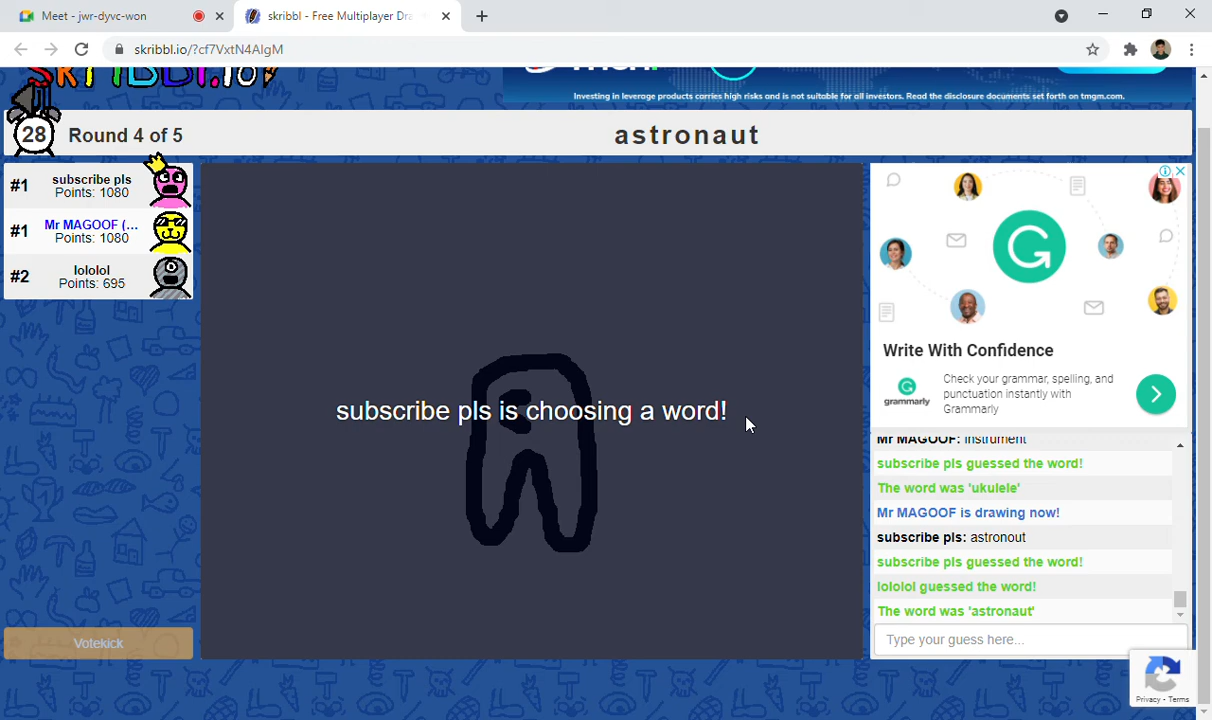 Meet - jwr-dyvc-won
skribbl - Free Multiplayer Dra
skribbl.io/?cf7VxtN4AIgM
skribbl.io
Investing in leverage products carries high risks and is not suitable for all investors. Read the disclosure documents set forth on tmgm.com.
28
Round 4 of 5
astronaut
#1
subscribe pls
Points: 1080
#1
Mr MAGOOF (...
Points: 1080
#2
lololol
Points: 695
subscribe pls is choosing a word!
Votekick
Write With Confidence
grammarly
Check your grammar, spelling, and
punctuation instantly with
Grammarly
Mr MAGOOF: instrument
subscribe pls guessed the word!
The word was 'ukulele'
Mr MAGOOF is drawing now!
subscribe pls: astronout
subscribe pls guessed the word!
lololol guessed the word!
The word was 'astronaut'
Type your guess here...
Privacy - Terms